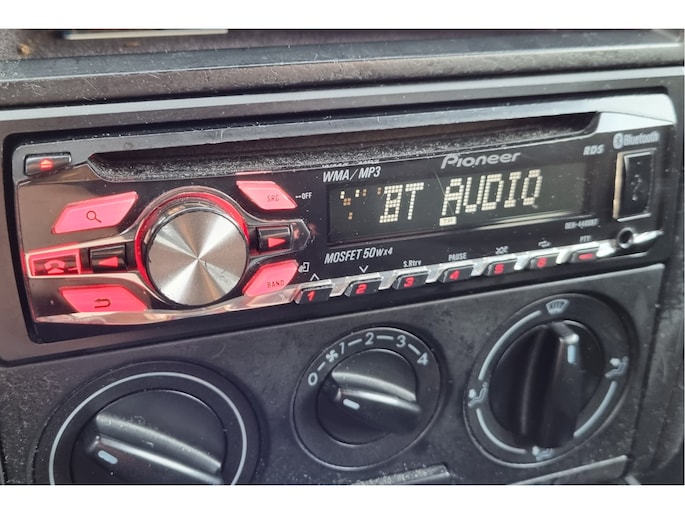 Pioneer
RDS
Bluetooth
WMA/MP3
SRC
OFF
BT AUDIO
MOSFET 50W×4
BAND
S.Rtrv
PAUSE
PTY
1 2 3 4 5 6
0 1 2 3 4